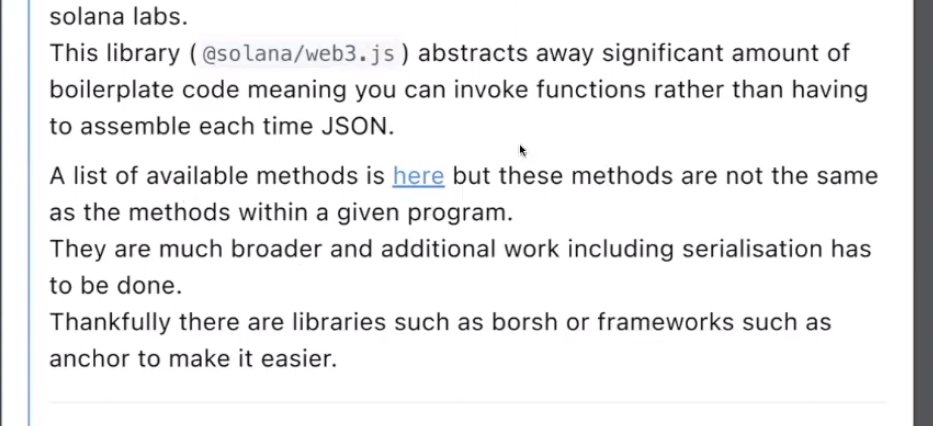 solana labs.
This library (@solana/web3.js) abstracts away significant amount of
boilerplate code meaning you can invoke functions rather than having
to assemble each time JSON.
A list of available methods is here but these methods are not the same
as the methods within a given program.
They are much broader and additional work including serialisation has
to be done.
Thankfully there are libraries such as borsh or frameworks such as
anchor to make it easier.